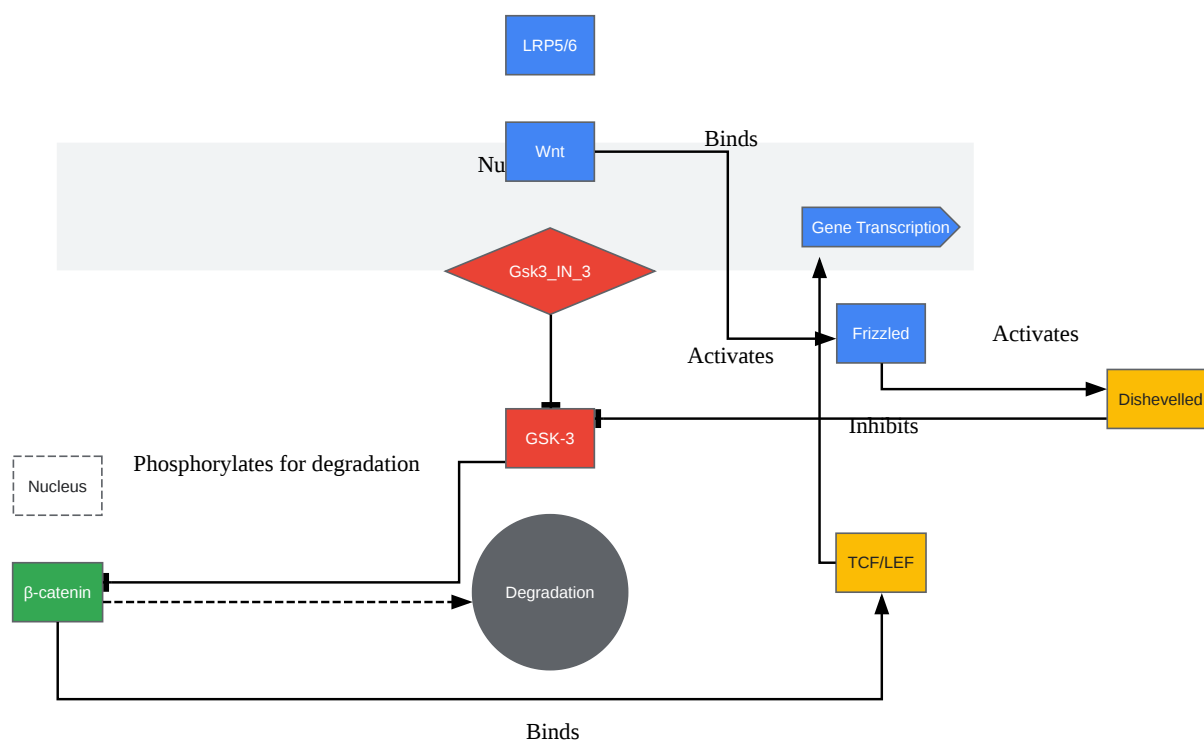 LRP5/6
Binds
Wnt
Nu
Gene Transcription
Gsk3_IN_3
Frizzled
Activates
Activates
Dishevelled
Inhibits
GSK-3
Phosphorylates for degradation
Nucleus
TCF/LEF
β-catenin
Degradation
Binds